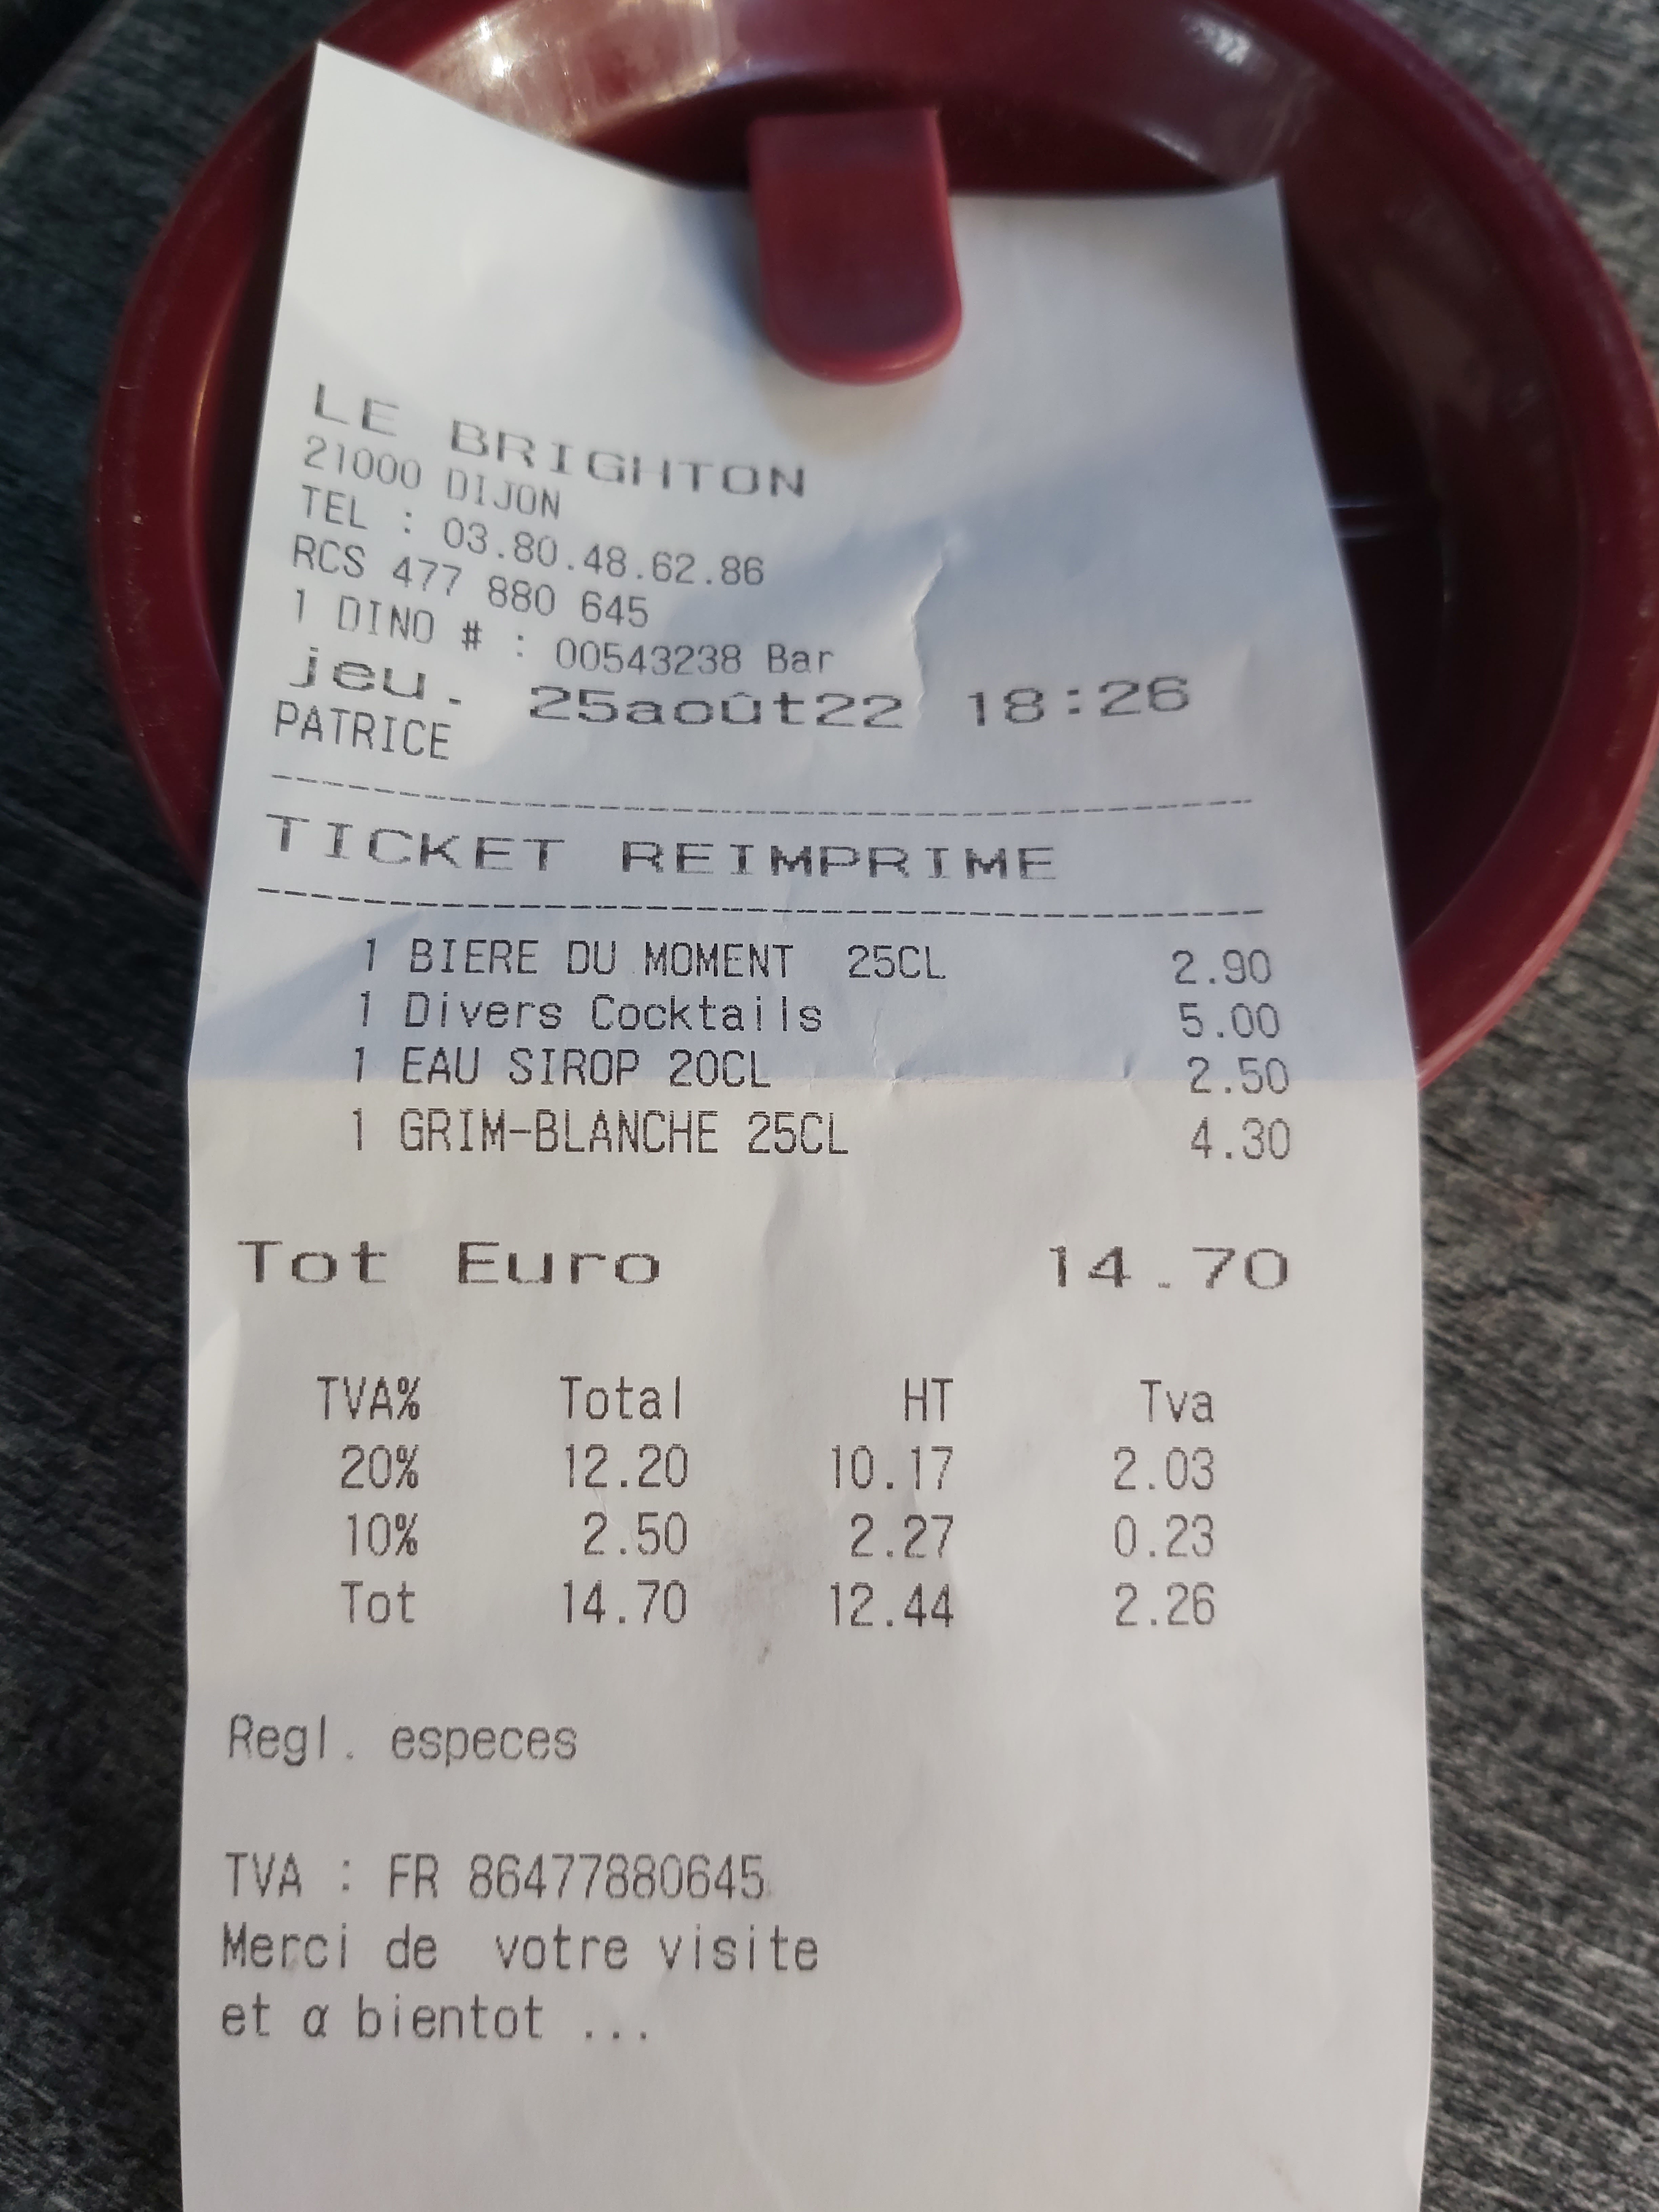 LE BRIGHTON
21000 DIJON
TEL : 03.80.48.62.86
RCS 477 880 645
1 DINO # : 00543238 Bar
jeu. 25août22 18:26
PATRICE
TICKET REIMPRIME
1 BIERE DU MOMENT 25CL 2.90
1 Divers Cocktails 5.00
1 EAU SIROP 20CL 2.50
1 GRIM-BLANCHE 25CL 4.30
Tot Euro 14.70
TVA% Total HT Tva
20% 12.20 10.17 2.03
10% 2.50 2.27 0.23
Tot 14.70 12.44 2.26
Regl. especes
TVA : FR 86477880645
Merci de votre visite
et α bientot ...